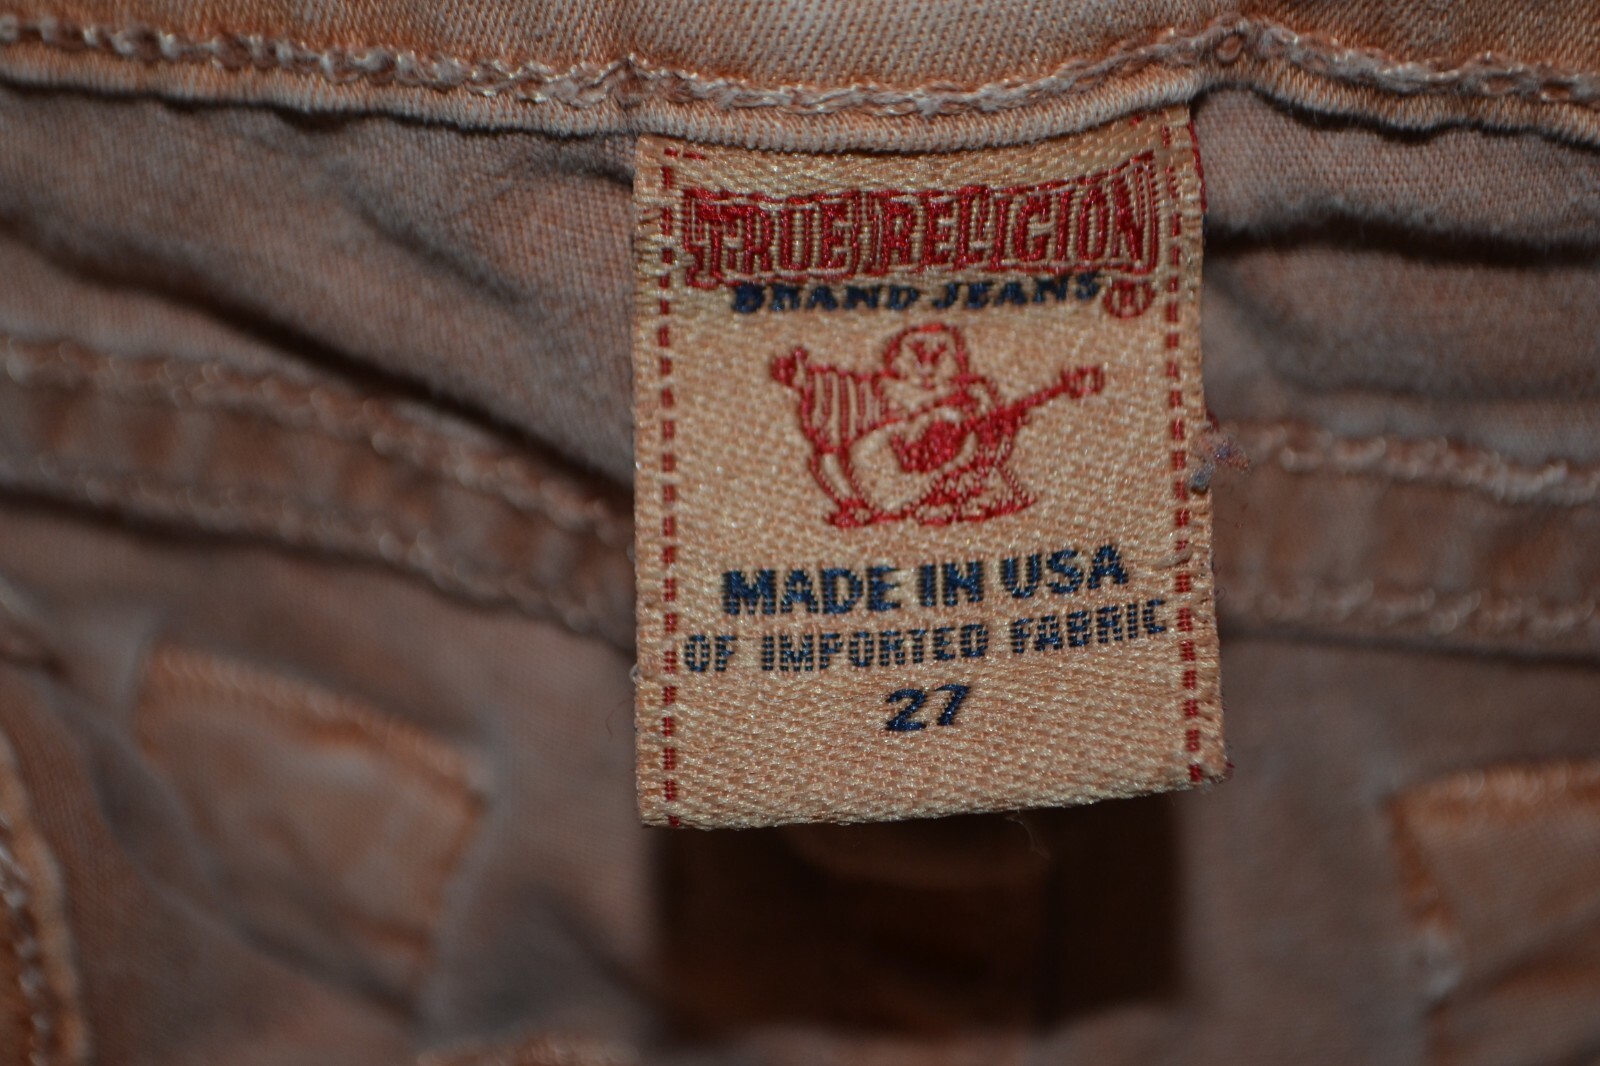 TRUE RELIGION
BRAND JEANS ®
MADE IN USA
OF IMPORTED FABRIC
27